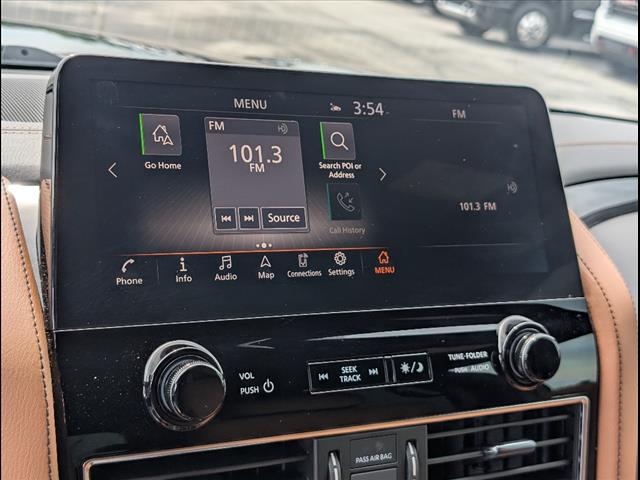 MENU
3:54
FM
Go Home
FM
101.3
FM
Source
Search POI or
Address
Call History
101.3 FM
Phone
Info
Audio
Map
Connections
Settings
MENU
VOL
PUSH
SEEK
TRACK
TUNE·FOLDER
PUSH AUDIO
PASS AIR BAG